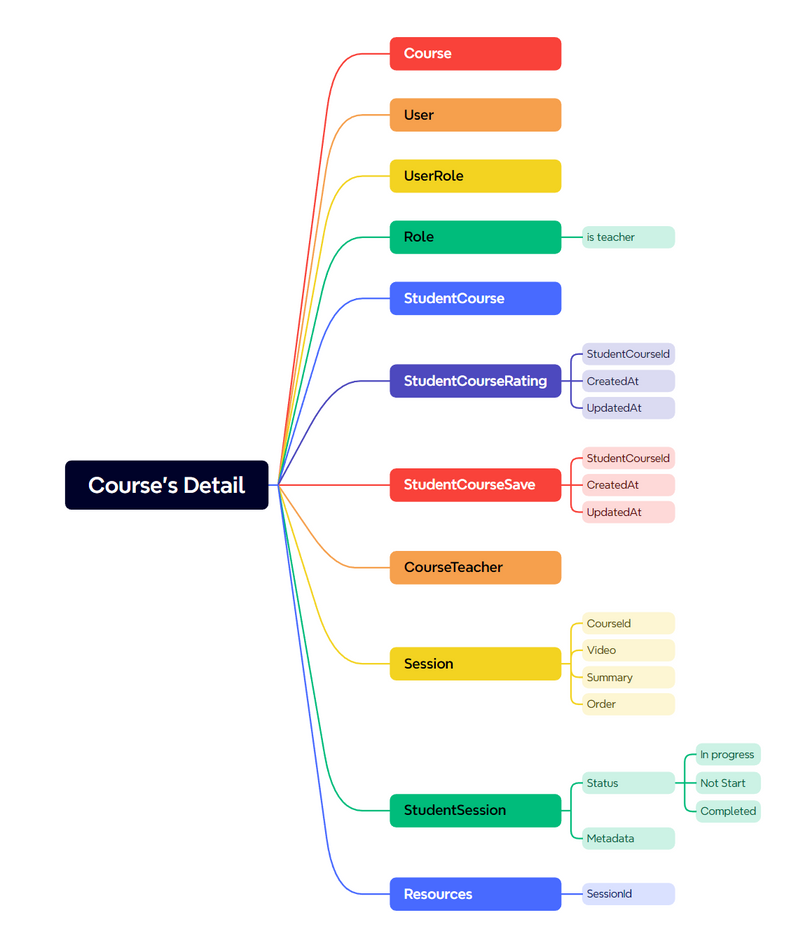 Course's Detail
Course
User
UserRole
Role
is teacher
StudentCourse
StudentCourseRating
StudentCourseId
CreatedAt
UpdatedAt
StudentCourseSave
StudentCourseId
CreatedAt
UpdatedAt
CourseTeacher
Session
CourseId
Video
Summary
Order
StudentSession
Status
In progress
Not Start
Completed
Metadata
Resources
SessionId